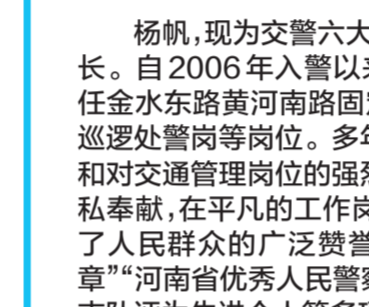 杨帆,现为交警六大
长。自2006年入警以
任金水东路黄河南路固
巡逻处警岗等岗位。多年
和对交通管理岗位的强烈
私奉献,在平凡的工作岗
了人民群众的广泛赞誉
章”“河南省优秀人民警